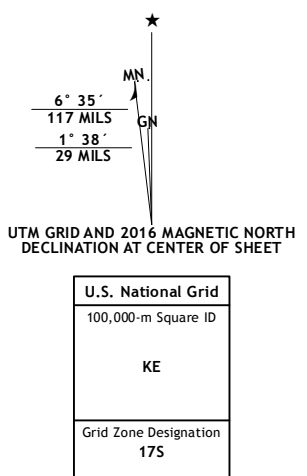 ★
MN
6° 35´
117 MILS
GN
1° 38´
29 MILS
UTM GRID AND 2016 MAGNETIC NORTH
DECLINATION AT CENTER OF SHEET
U.S. National Grid
100,000-m Square ID
KE
Grid Zone Designation
17S